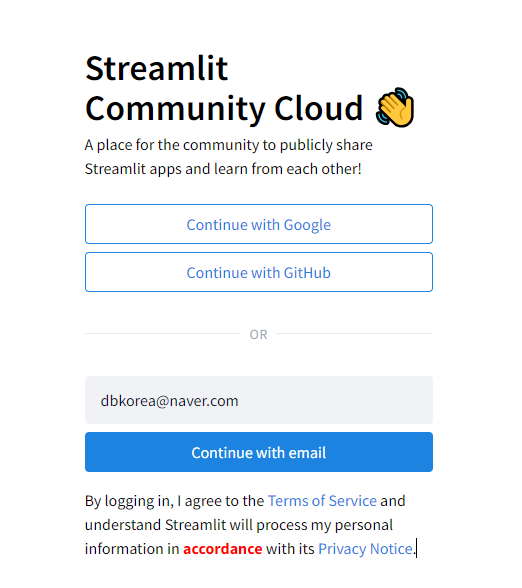 Streamlit
Community Cloud 👋
A place for the community to publicly share
Streamlit apps and learn from each other!
Continue with Google
Continue with GitHub
OR
dbkorea@naver.com
Continue with email
By logging in, I agree to the Terms of Service and
understand Streamlit will process my personal
information in accordance with its Privacy Notice.